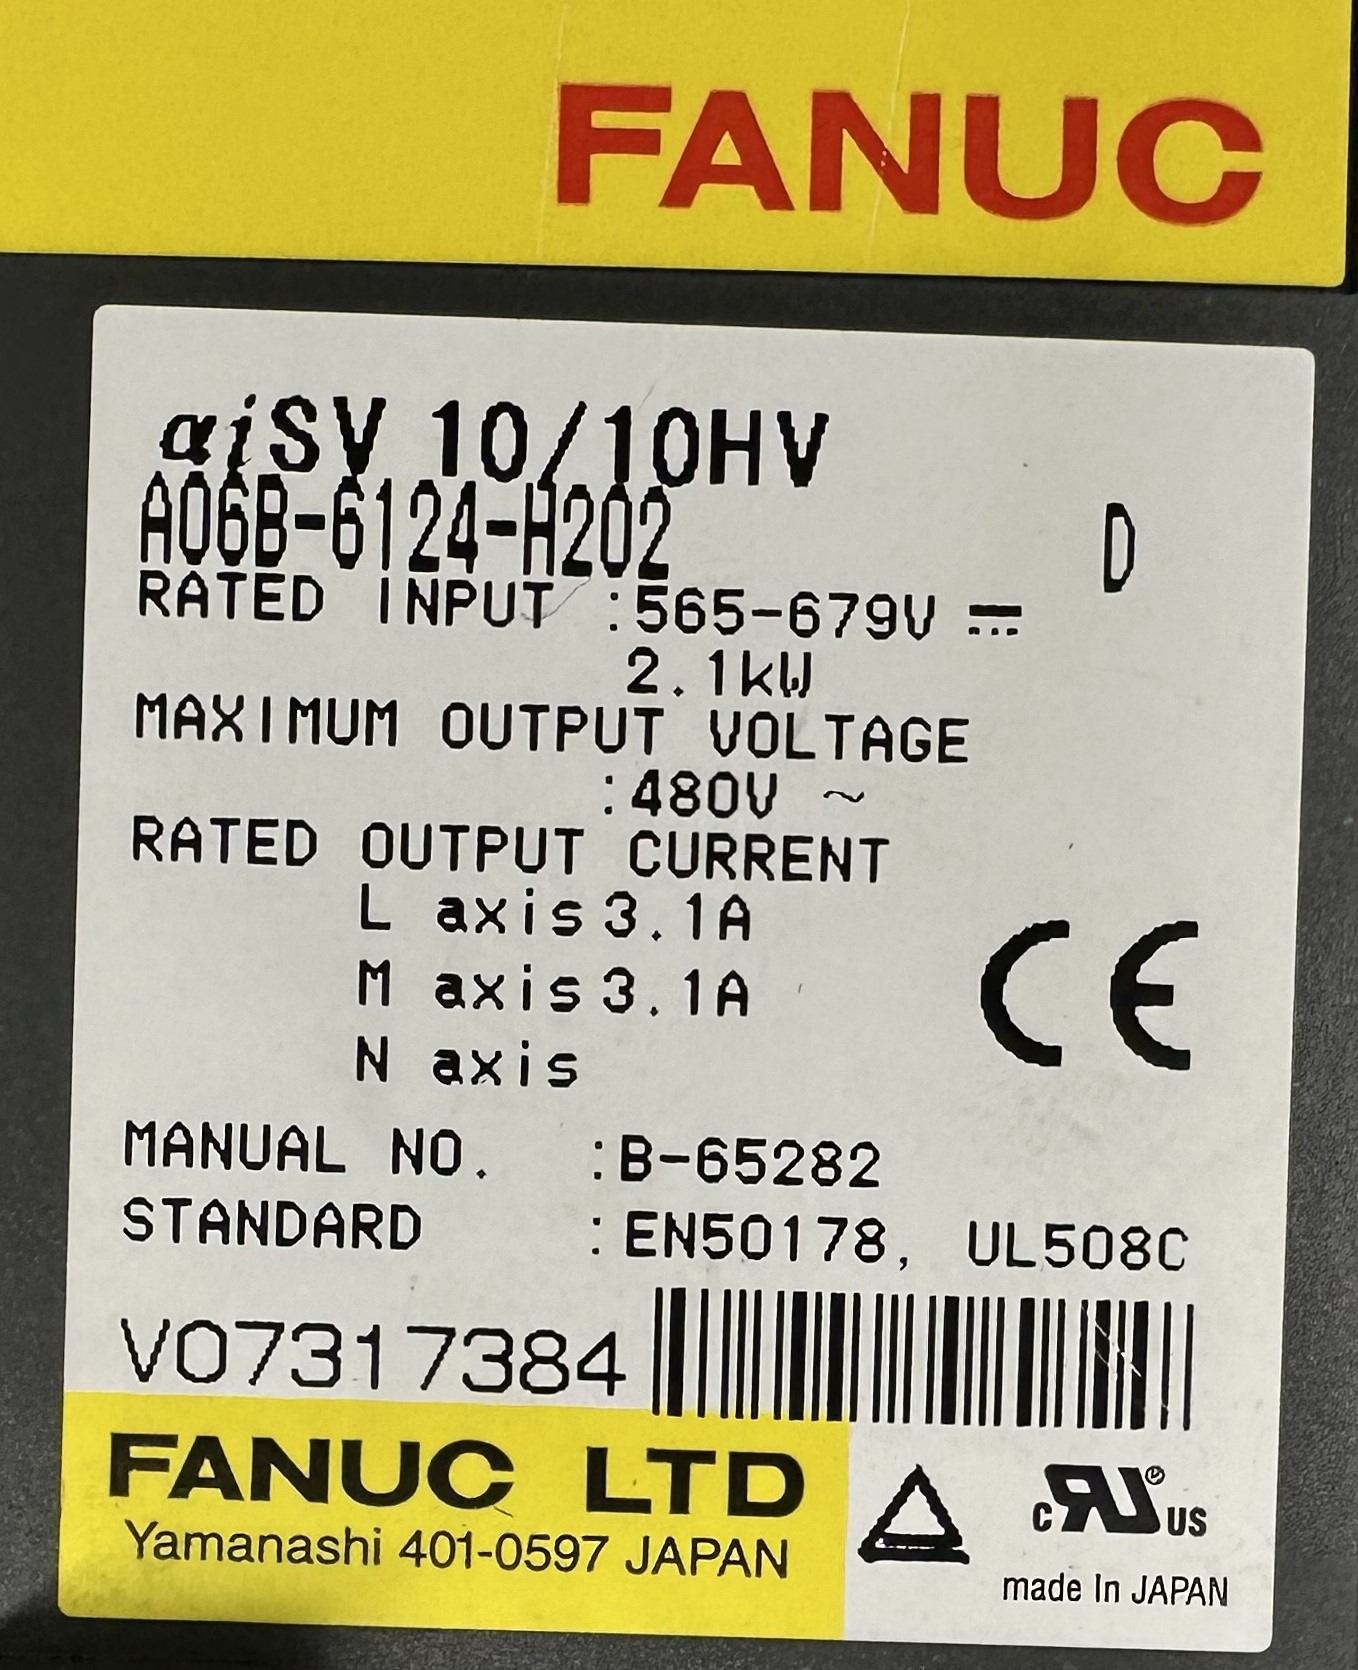 FANUC
αiSV 10/10HV
A06B-6124-H202 D
RATED INPUT :565-679V ⎓
2.1kW
MAXIMUM OUTPUT VOLTAGE
:480V ~
RATED OUTPUT CURRENT
L axis 3.1A
M axis 3.1A
N axis
CE
MANUAL NO. :B-65282
STANDARD :EN50178, UL508C
V07317384
FANUC LTD
Yamanashi 401-0597 JAPAN
c RU ® US
made In JAPAN